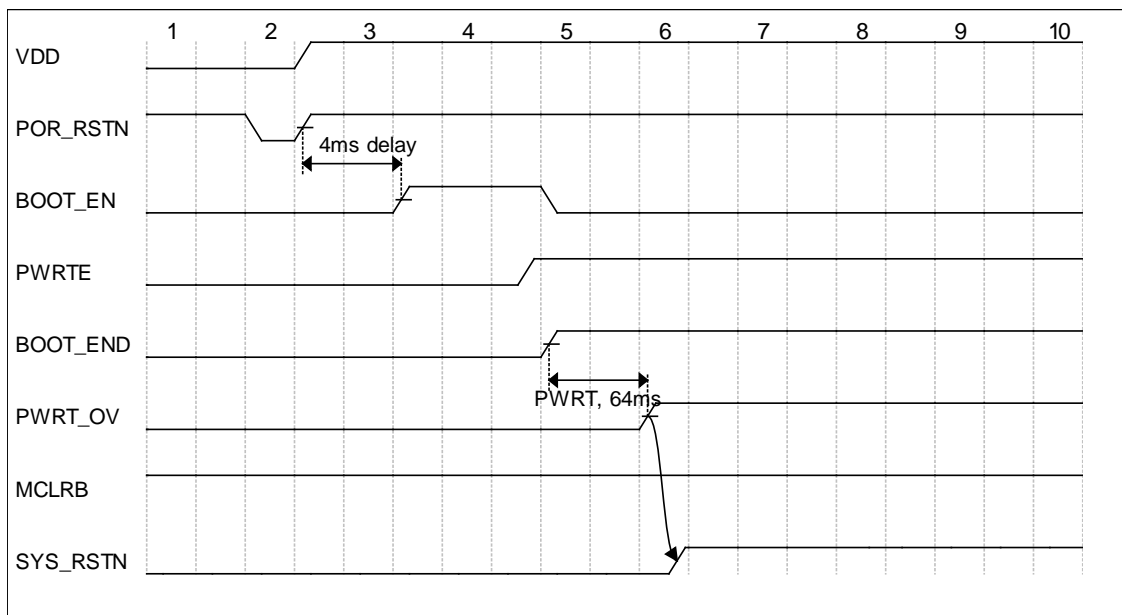 1 2 3 4 5 6 7 8 9 10
VDD
POR_RSTN
4ms delay
BOOT_EN
PWRTE
BOOT_END
PWRT, 64ms
PWRT_OV
MCLRB
SYS_RSTN